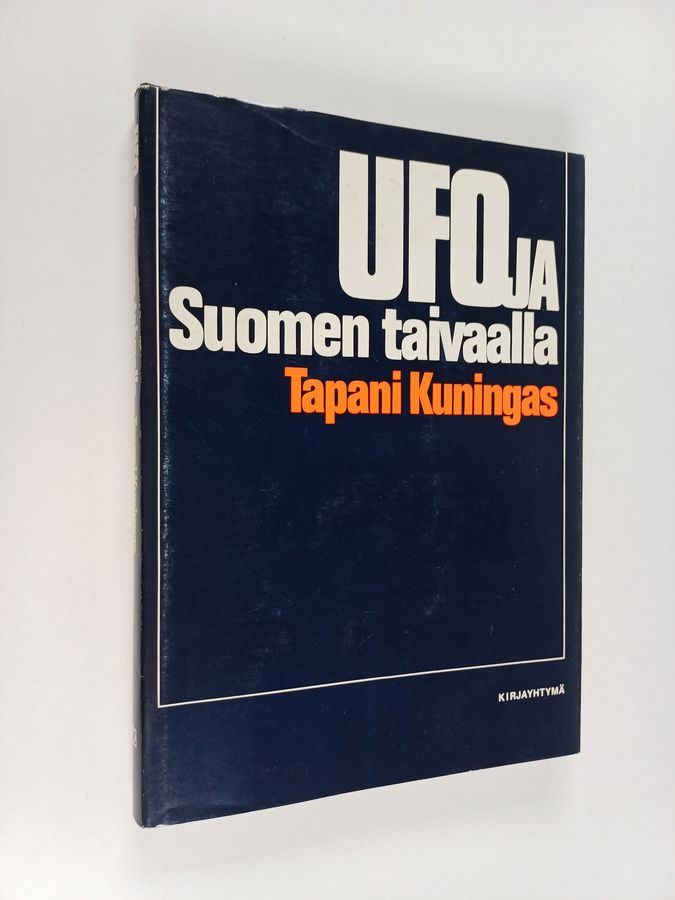 UFOJA
Suomen taivaalla
Tapani Kuningas
KIRJAYHTYMÄ